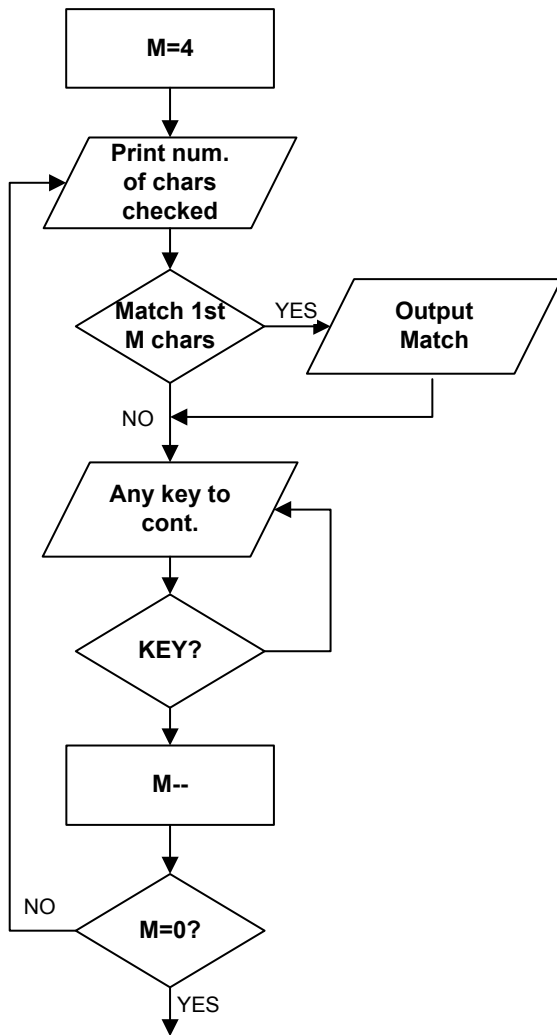 M=4
Print num.
of chars
checked
Match 1st
M chars
YES
Output
Match
NO
Any key to
cont.
KEY?
M--
NO
M=0?
YES